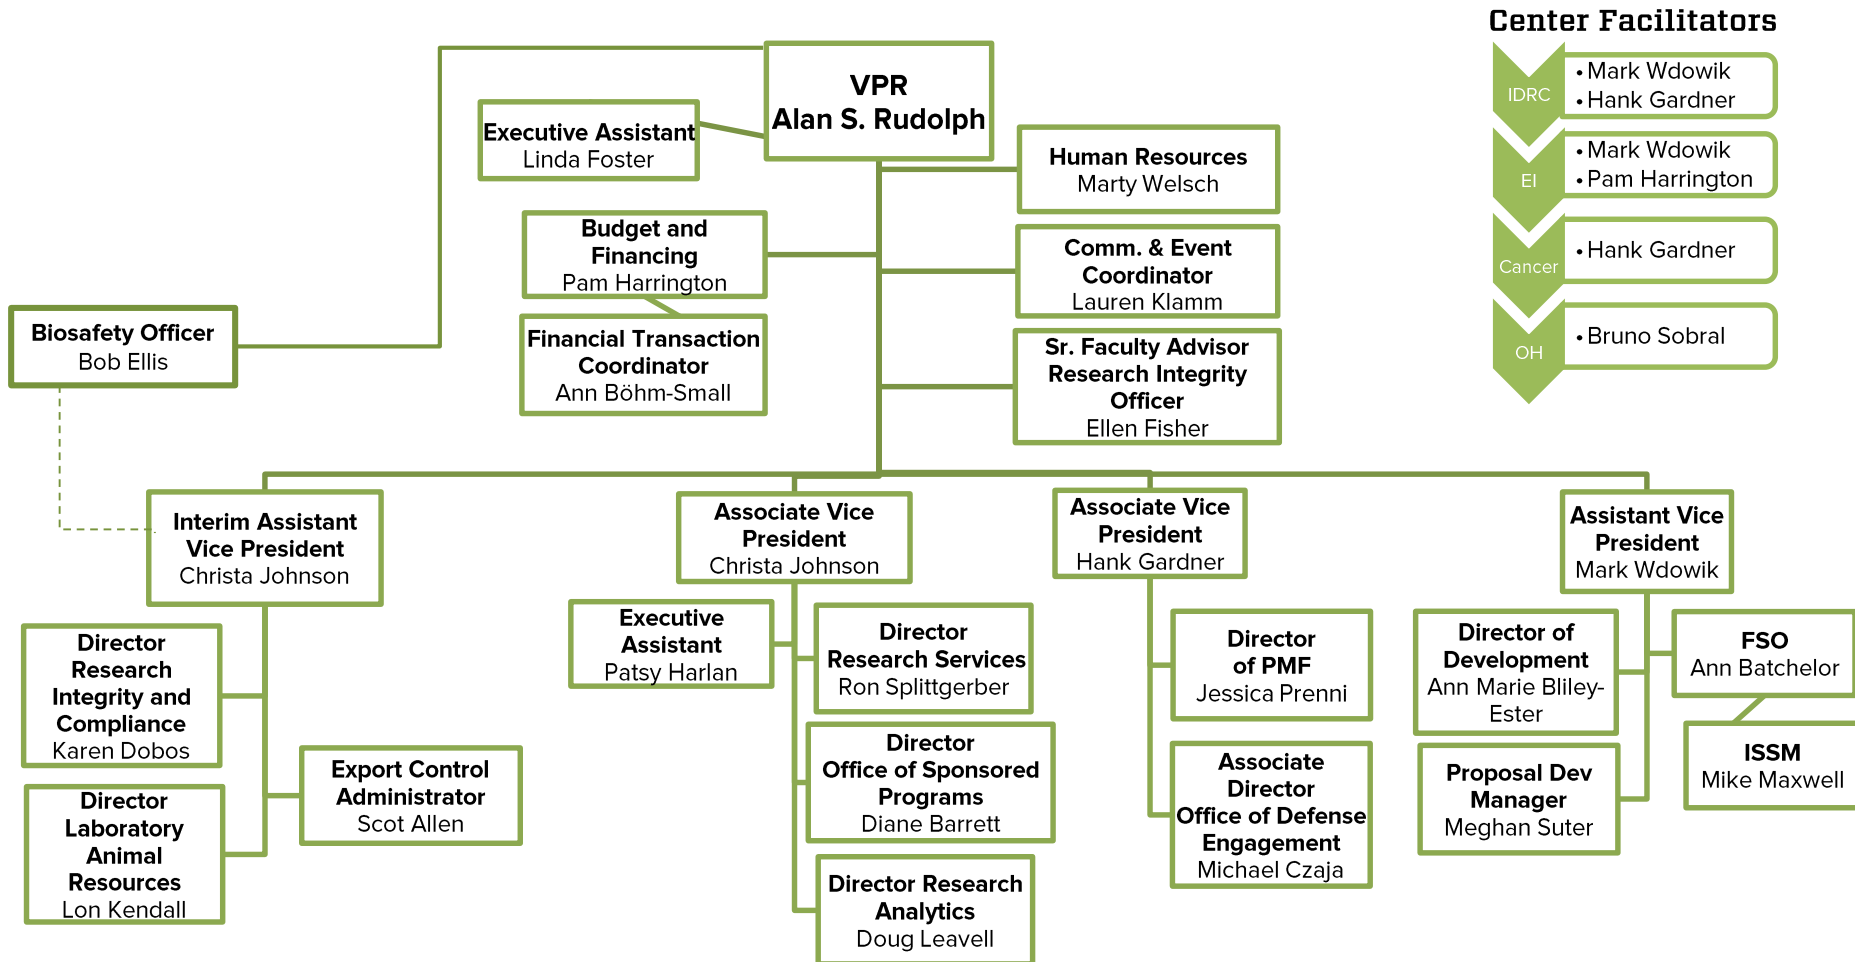 Center Facilitators
IDRC
• Mark Wdowik
• Hank Gardner
EI
• Mark Wdowik
• Pam Harrington
Cancer
• Hank Gardner
OH
• Bruno Sobral
VPR
Alan S. Rudolph
Executive Assistant
Linda Foster
Human Resources
Marty Welsch
Budget and
Financing
Pam Harrington
Comm. & Event
Coordinator
Lauren Klamm
Biosafety Officer
Bob Ellis
Financial Transaction
Coordinator
Ann Böhm-Small
Sr. Faculty Advisor
Research Integrity
Officer
Ellen Fisher
Interim Assistant
Vice President
Christa Johnson
Associate Vice
President
Christa Johnson
Associate Vice
President
Hank Gardner
Assistant Vice
President
Mark Wdowik
Director
Research
Integrity and
Compliance
Karen Dobos
Export Control
Administrator
Scot Allen
Director
Laboratory
Animal
Resources
Lon Kendall
Executive
Assistant
Patsy Harlan
Director
Research Services
Ron Splittgerber
Director
Office of Sponsored
Programs
Diane Barrett
Director Research
Analytics
Doug Leavell
Director
of PMF
Jessica Prenni
Associate
Director
Office of Defense
Engagement
Michael Czaja
Director of
Development
Ann Marie Bliley-
Ester
Proposal Dev
Manager
Meghan Suter
FSO
Ann Batchelor
ISSM
Mike Maxwell